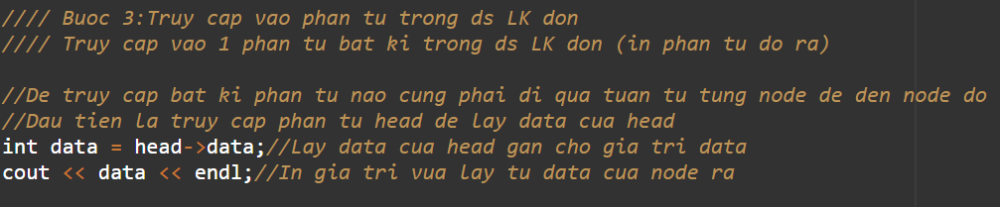 //// Buoc 3:Truy cap vao phan tu trong ds LK don
//// Truy cap vao 1 phan tu bat ki trong ds LK don (in phan tu do ra)
//De truy cap bat ki phan tu nao cung phai di qua tuan tu tung node de den node do
//Dau tien la truy cap phan tu head de lay data cua head
int data = head->data;//Lay data cua head gan cho gia tri data
cout << data << endl;//In gia tri vua lay tu data cua node ra